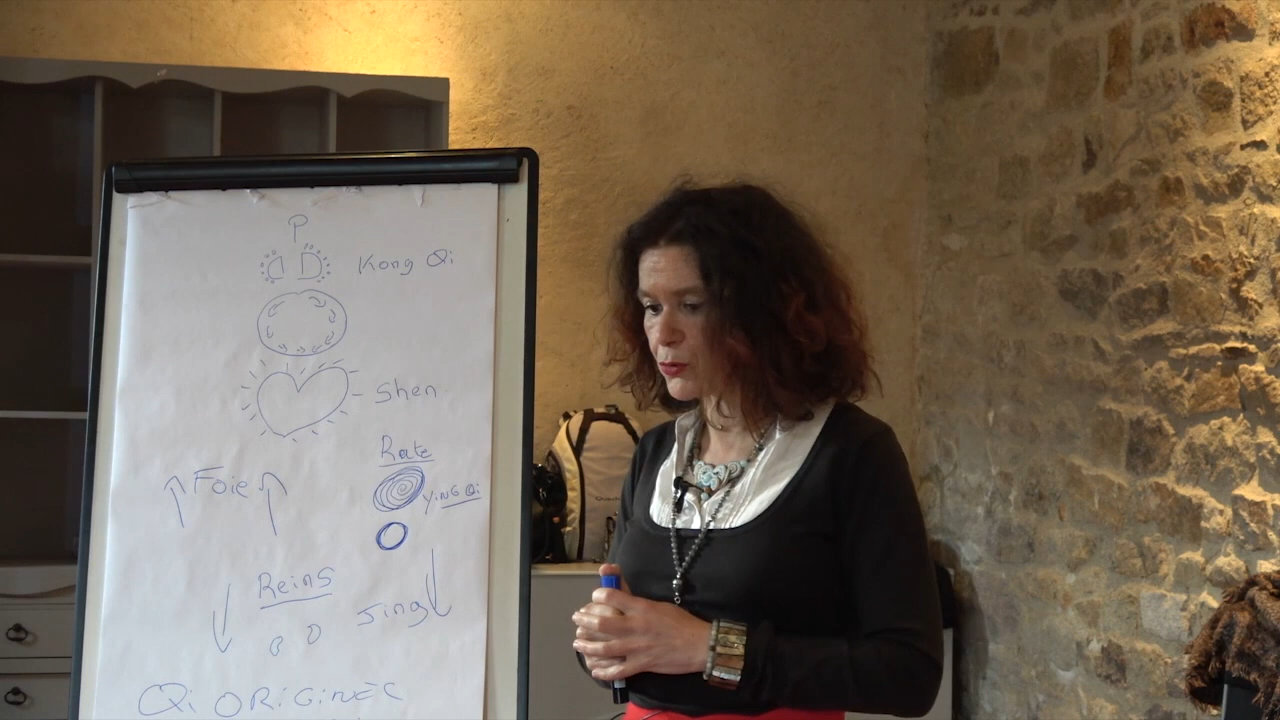 P
Kong Qi
Shen
Rate
Foie
YiNG Qi
Reins
Jing
Qi ORiGiNEL